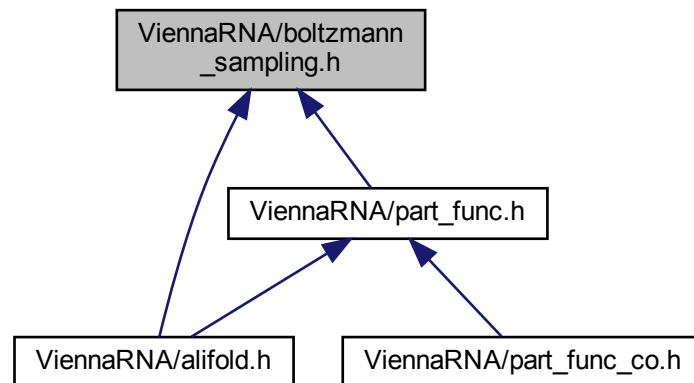 ViennaRNA/boltzmann
_sampling.h
ViennaRNA/part_func.h
ViennaRNA/alifold.h
ViennaRNA/part_func_co.h